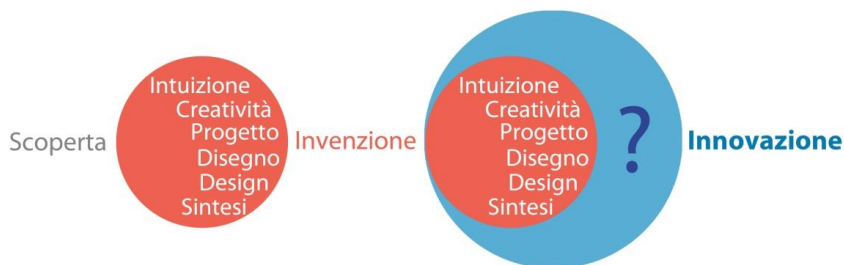 Scoperta
Intuizione
Creatività
Progetto
Disegno
Design
Sintesi
Invenzione
Intuizione
Creatività
Progetto
Disegno
Design
Sintesi
?
Innovazione